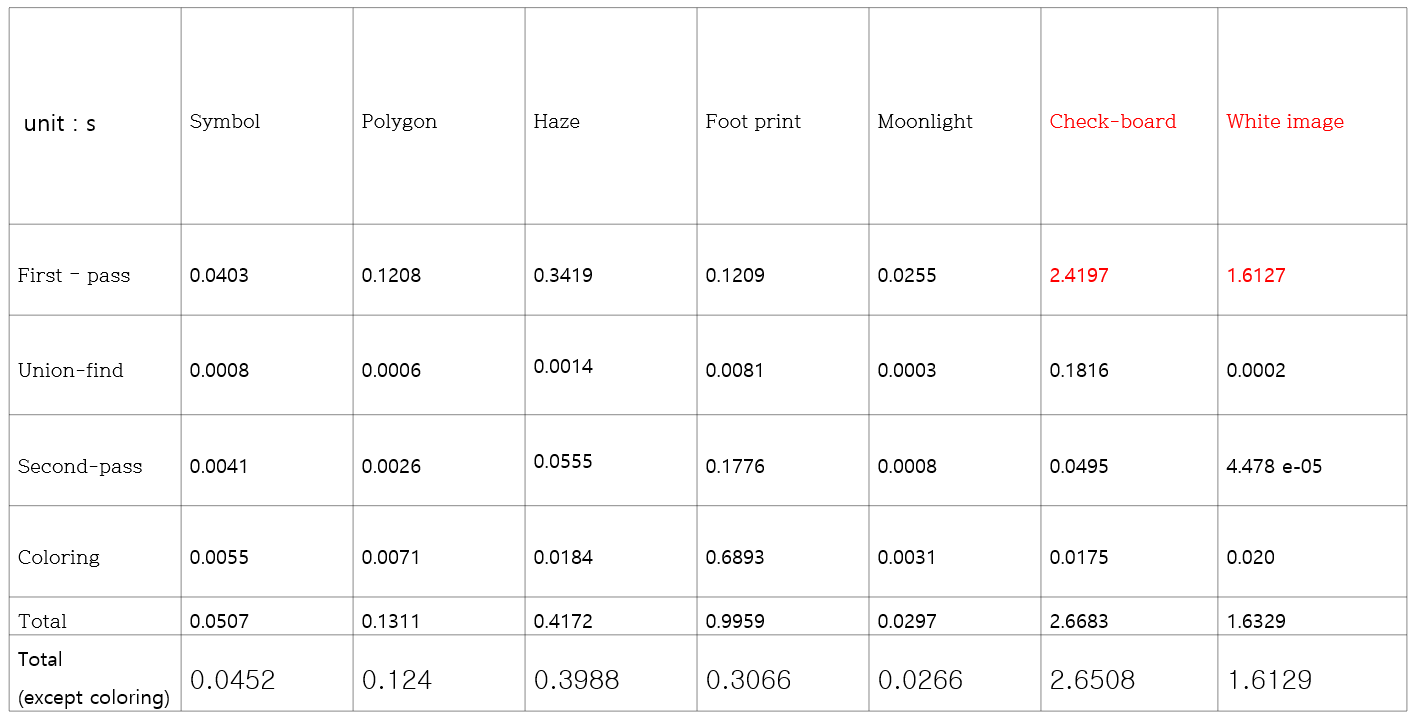 unit : s Symbol Polygon Haze Foot print Moonlight Check-board White image
First - pass 0.0403 0.1208 0.3419 0.1209 0.0255 2.4197 1.6127
Union-find 0.0008 0.0006 0.0014 0.0081 0.0003 0.1816 0.0002
Second-pass 0.0041 0.0026 0.0555 0.1776 0.0008 0.0495 4.478 e-05
Coloring 0.0055 0.0071 0.0184 0.6893 0.0031 0.0175 0.020
Total 0.0507 0.1311 0.4172 0.9959 0.0297 2.6683 1.6329
Total
(except coloring) 0.0452 0.124 0.3988 0.3066 0.0266 2.6508 1.6129